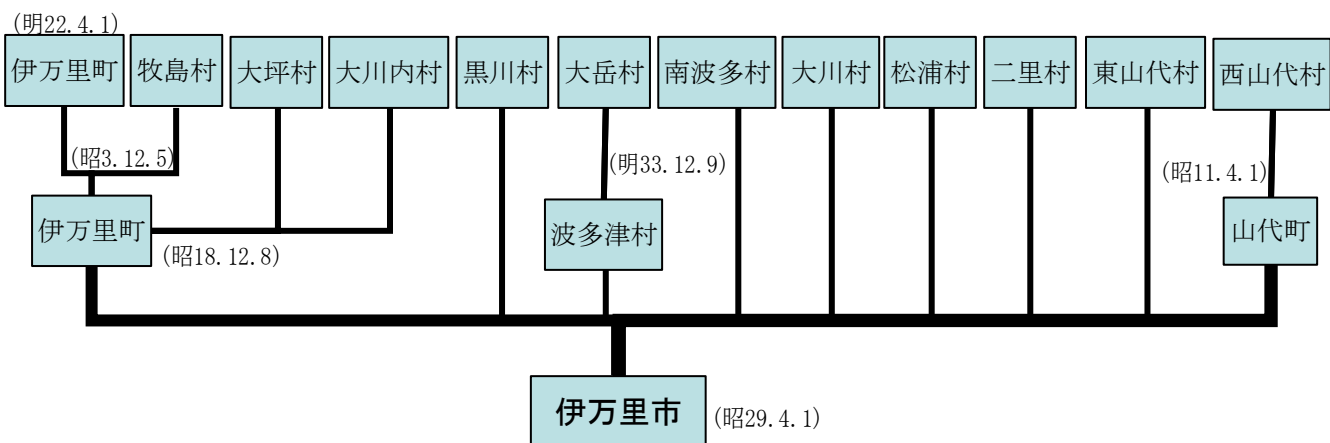 (明22.4.1)
伊万里町
牧島村
大坪村
大川内村
黒川村
大岳村
南波多村
大川村
松浦村
二里村
東山代村
西山代村
(昭3.12.5)
(明33.12.9)
(昭11.4.1)
伊万里町
波多津村
山代町
(昭18.12.8)
伊万里市
(昭29.4.1)